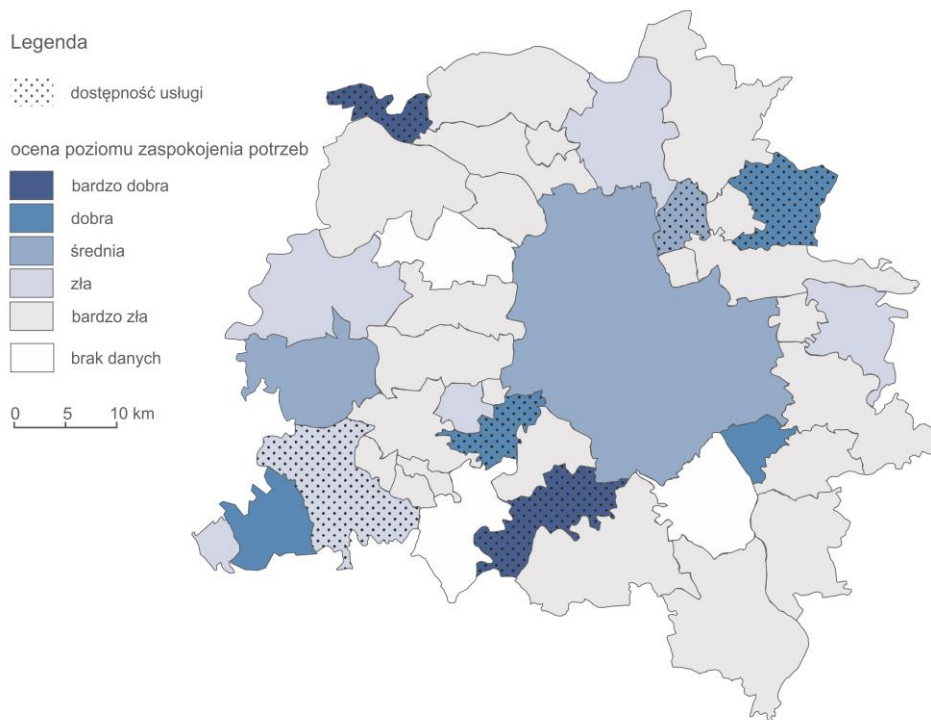 Legenda
dostępność usługi
ocena poziomu zaspokojenia potrzeb
bardzo dobra
dobra
średnia
zła
bardzo zła
brak danych
0 5 10 km